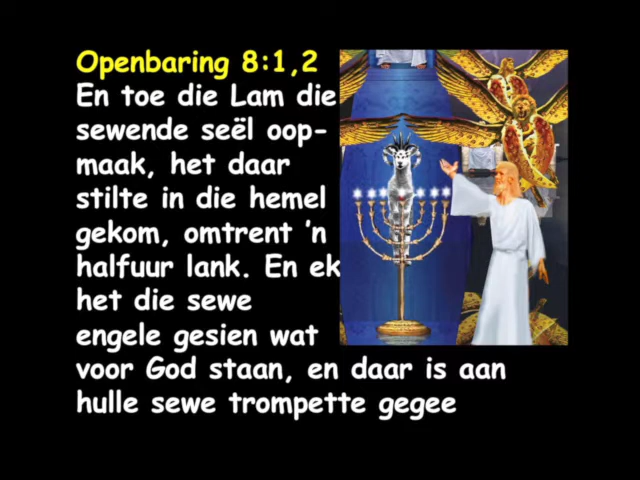 Openbaring 8:1,2
En toe die Lam die
sewende seël oop-
maak, het daar
stilte in die hemel
gekom, omtrent ’n
halfuur lank. En ek
het die sewe
engele gesien wat
voor God staan, en daar is aan
hulle sewe trompette gegee